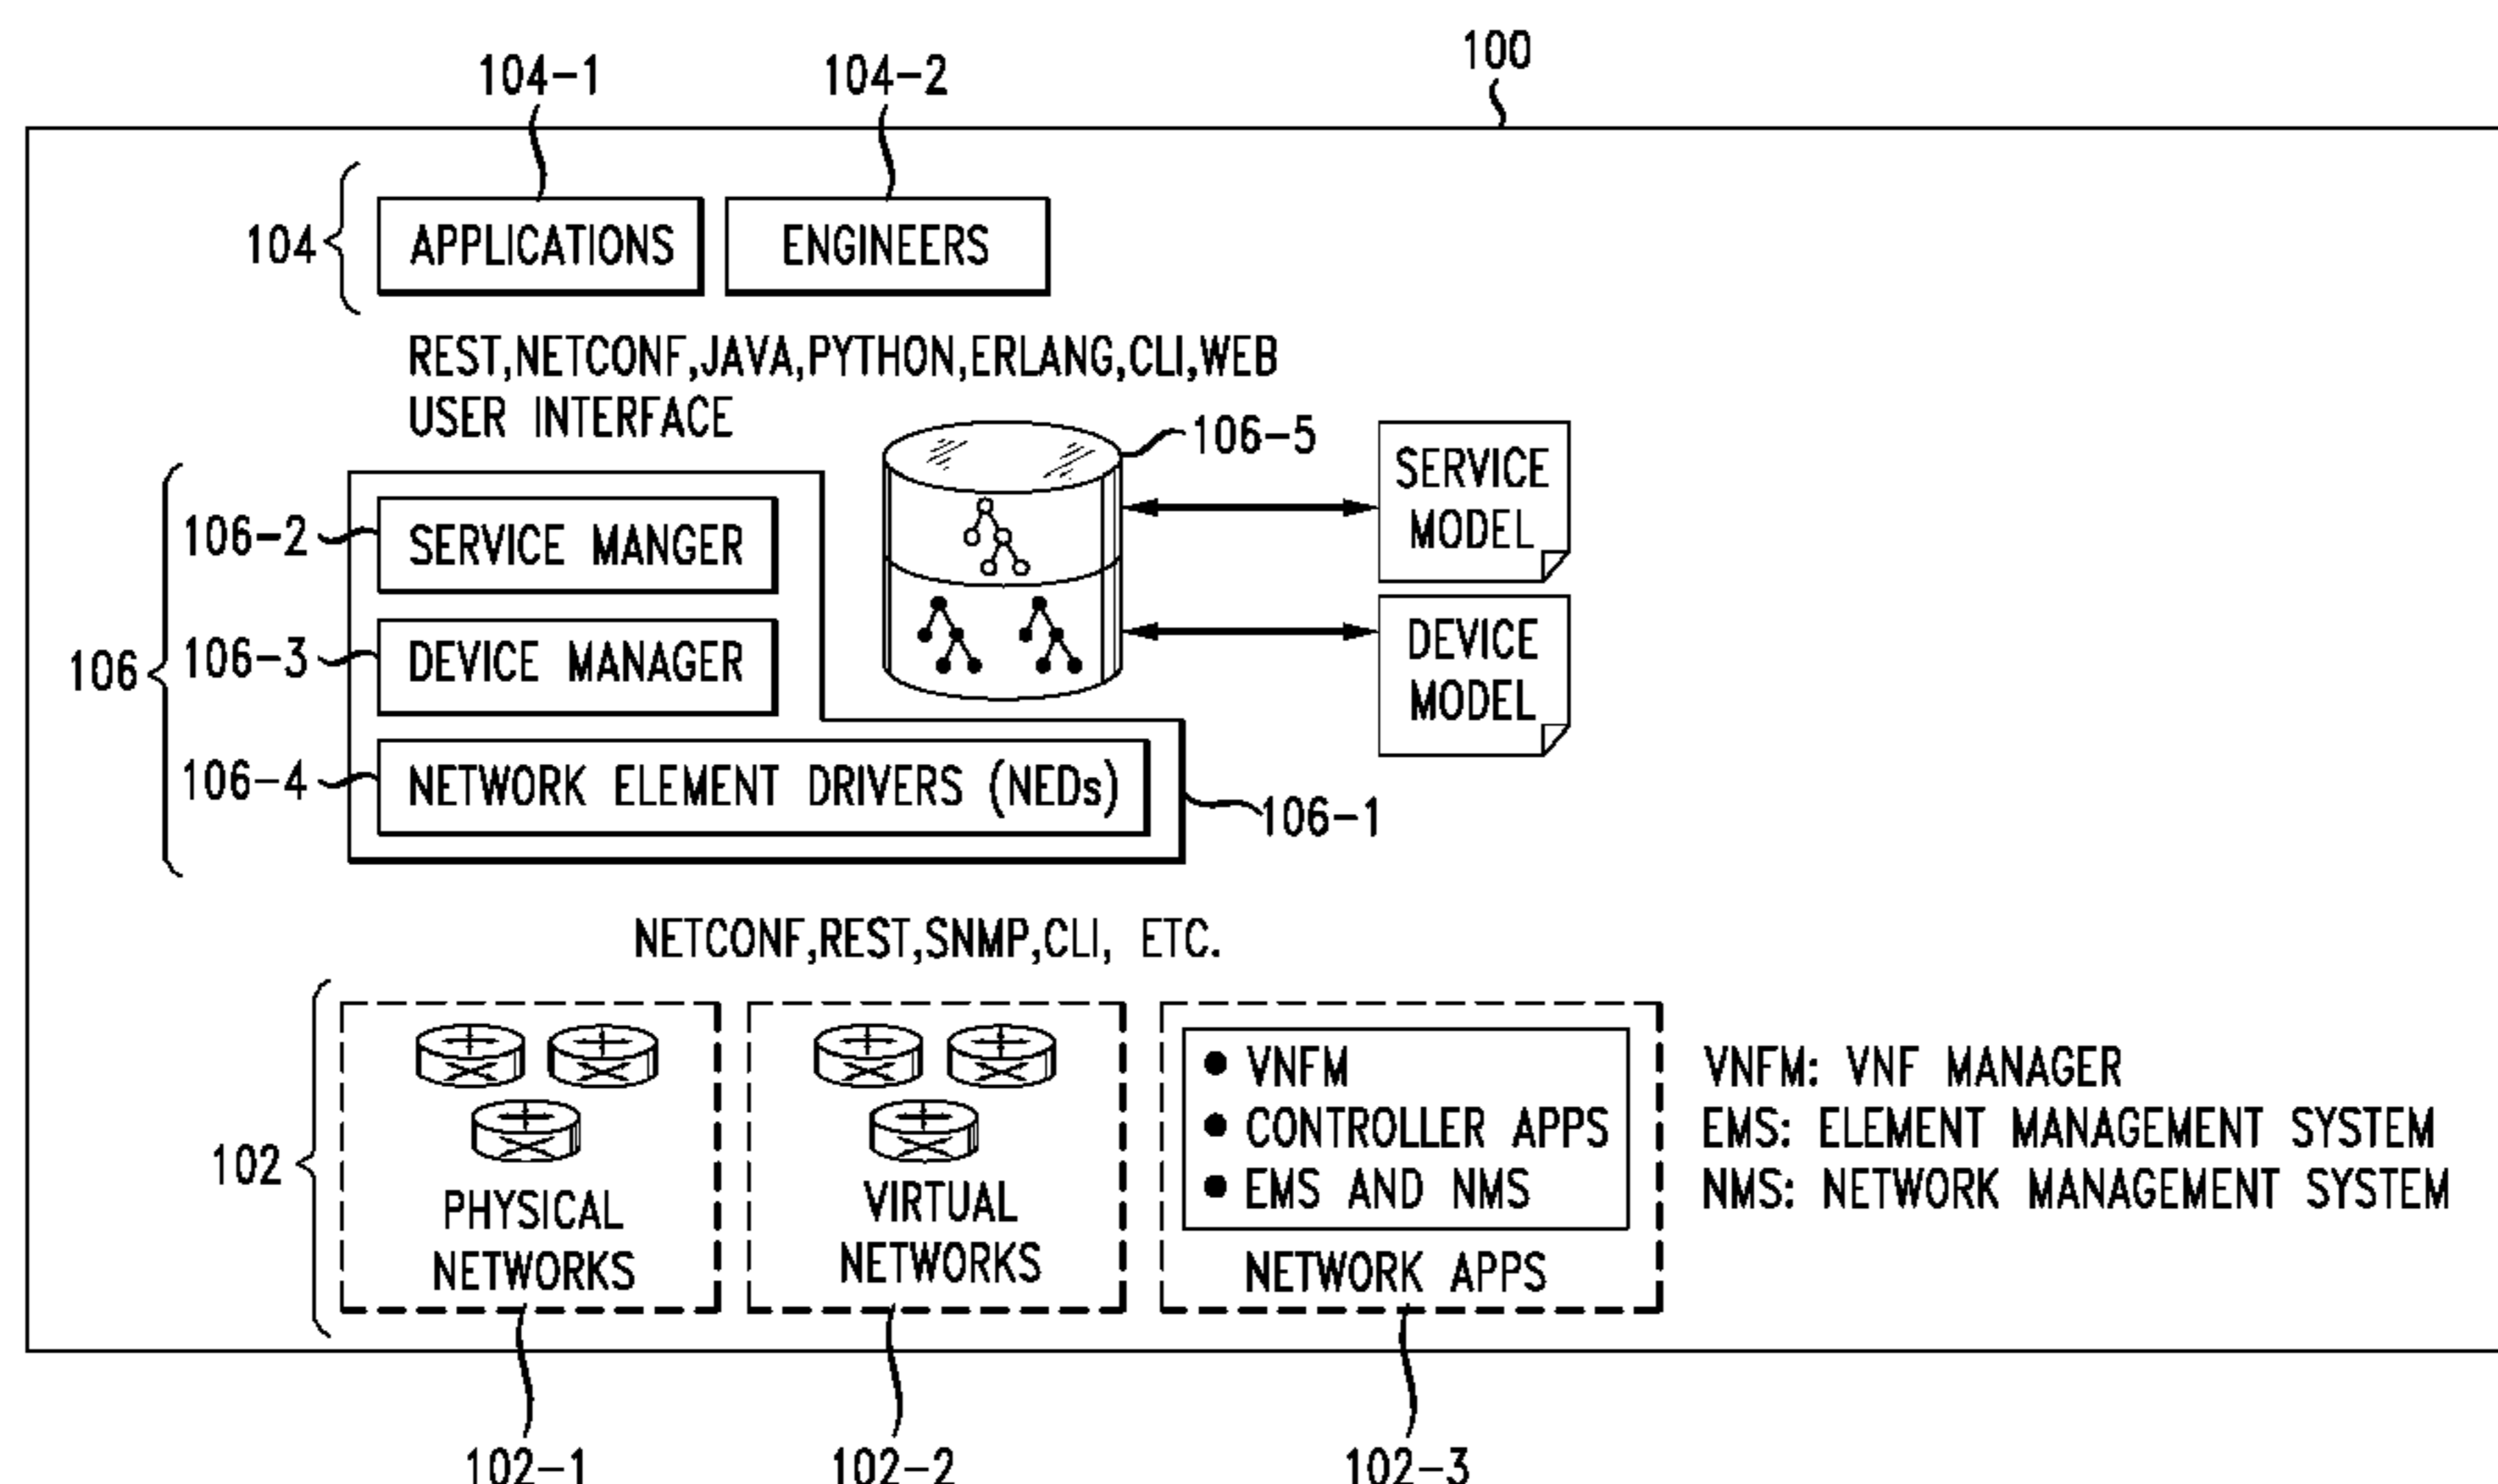 100
104-1
104-2
104
APPLICATIONS
ENGINEERS
REST,NETCONF,JAVA,PYTHON,ERLANG,CLI,WEB
USER INTERFACE
106-5
SERVICE
MODEL
106-2
SERVICE MANGER
106
106-3
DEVICE MANAGER
DEVICE
MODEL
106-4
NETWORK ELEMENT DRIVERS (NEDs)
106-1
NETCONF,REST,SNMP,CLI, ETC.
102
PHYSICAL
NETWORKS
VIRTUAL
NETWORKS
● VNFM
● CONTROLLER APPS
● EMS AND NMS
NETWORK APPS
VNFM: VNF MANAGER
EMS: ELEMENT MANAGEMENT SYSTEM
NMS: NETWORK MANAGEMENT SYSTEM
102-1
102-2
102-3